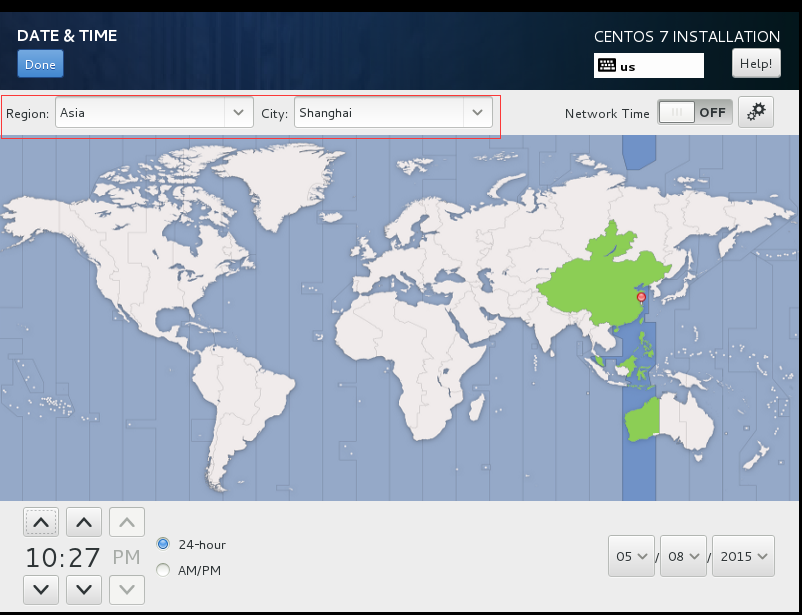 DATE & TIME
CENTOS 7 INSTALLATION
Done
us
Help!
Region: Asia City: Shanghai Network Time OFF
10:27 PM
24-hour
AM/PM
05 / 08 / 2015